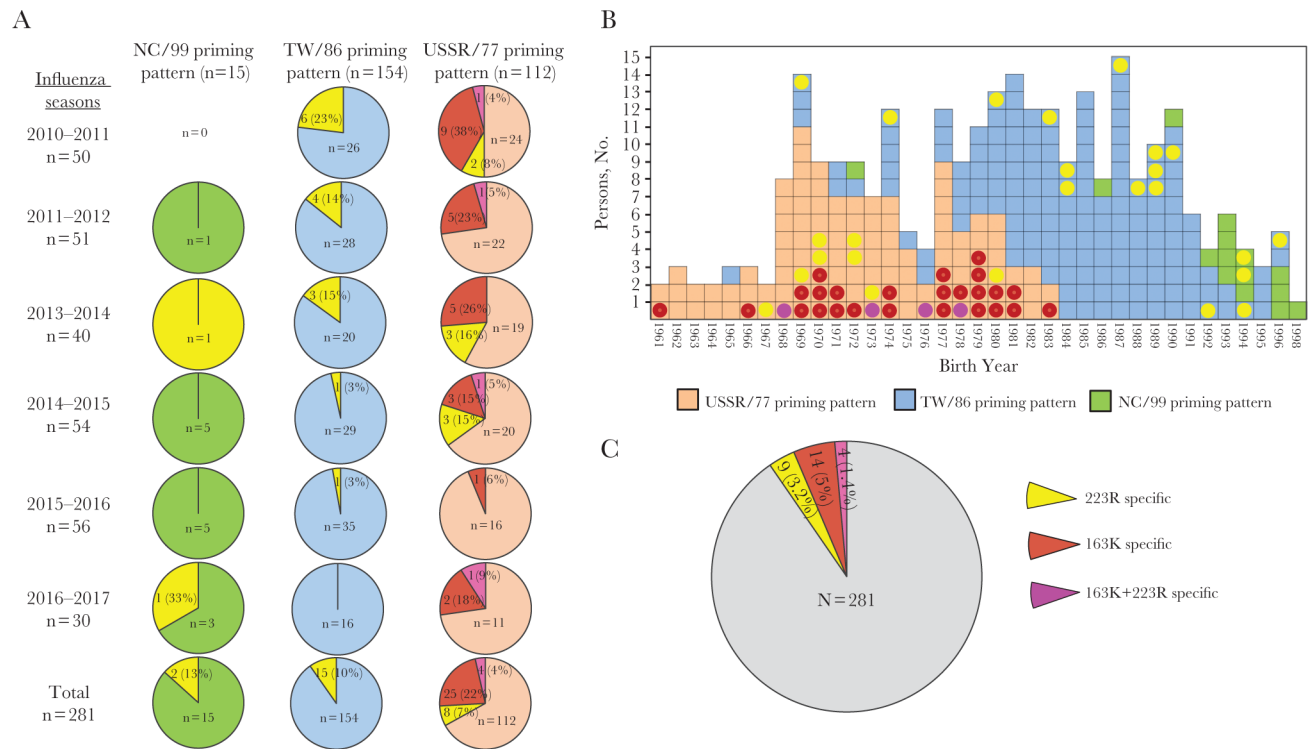 A
NC/99 priming
pattern (n=15)
TW/86 priming
pattern (n=154)
USSR/77 priming
pattern (n=112)
Influenza
seasons
2010–2011
n=50
n=0
6 (23%)
n=26
1 (4%)
9 (38%)
n=24
2 (8%)
2011–2012
n=51
n=1
4 (14%)
n=28
1 (5%)
5(23%)
n=22
2013–2014
n=40
n=1
3 (15%)
n=20
5 (26%)
n=19
3 (16%)
2014–2015
n=54
n=5
1 (3%)
n=29
1 (5%)
3 (15%)
3 (15%)
n=20
2015–2016
n=56
n=5
1 (3%)
n=35
1 (6%)
n=16
2016–2017
n=30
1 (33%)
n=3
n=16
1 (9%)
2 (18%)
n=11
Total
n=281
2 (13%)
n=15
15 (10%)
n=154
4 (4%)
25 (22%)
8 (7%)
n=112
B
Persons, No.
15
14
13
12
11
10
9
8
7
6
5
4
3
2
1
1961
1962
1963
1964
1965
1966
1967
1968
1969
1970
1971
1972
1973
1974
1975
1976
1977
1978
1979
1980
1981
1982
1983
1984
1985
1986
1987
1988
1989
1990
1991
1992
1993
1994
1995
1996
1998
Birth Year
USSR/77 priming pattern
TW/86 priming pattern
NC/99 priming pattern
C
9 (3.2%)
14 (5%)
4 (1.4%)
N=281
223R specific
163K specific
163K+223R specific